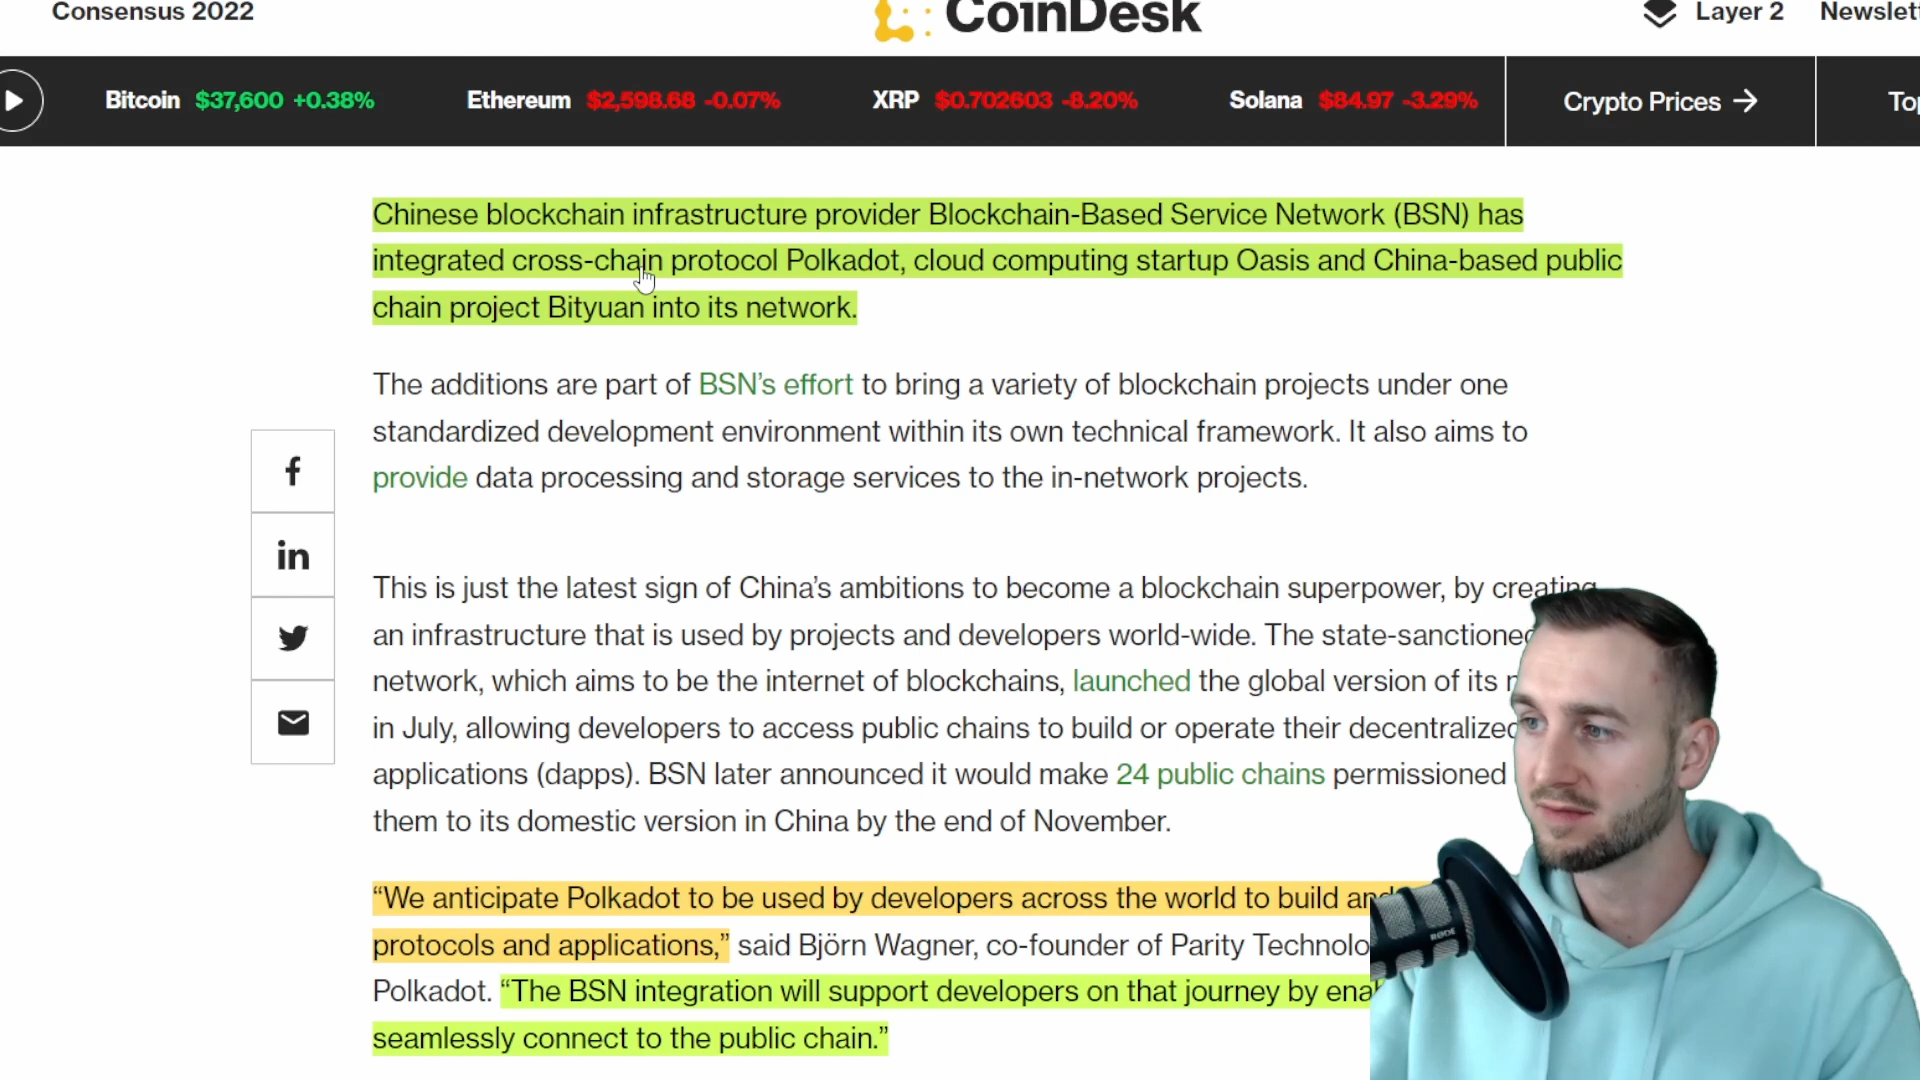 Consensus 2022
CoinDesk
Layer 2
Bitcoin $37,600 +0.38%
Ethereum $2,598.68 -0.07%
XRP $0.702603 -8.20%
Solana $84.97 -3.29%
Crypto Prices →
Chinese blockchain infrastructure provider Blockchain-Based Service Network (BSN) has
integrated cross-chain protocol Polkadot, cloud computing startup Oasis and China-based public
chain project Bityuan into its network.
The additions are part of BSN's effort to bring a variety of blockchain projects under one
standardized development environment within its own technical framework. It also aims to
provide data processing and storage services to the in-network projects.
This is just the latest sign of China's ambitions to become a blockchain superpower, by creating
an infrastructure that is used by projects and developers world-wide. The state-sanctioned
network, which aims to be the internet of blockchains, launched the global version of its
in July, allowing developers to access public chains to build or operate their decentralized
applications (dapps). BSN later announced it would make 24 public chains permissioned
them to its domestic version in China by the end of November.
“We anticipate Polkadot to be used by developers across the world to build and
protocols and applications,” said Björn Wagner, co-founder of Parity
Polkadot. “The BSN integration will support developers on that journey by
seamlessly connect to the public chain.”
f
in
RØDE